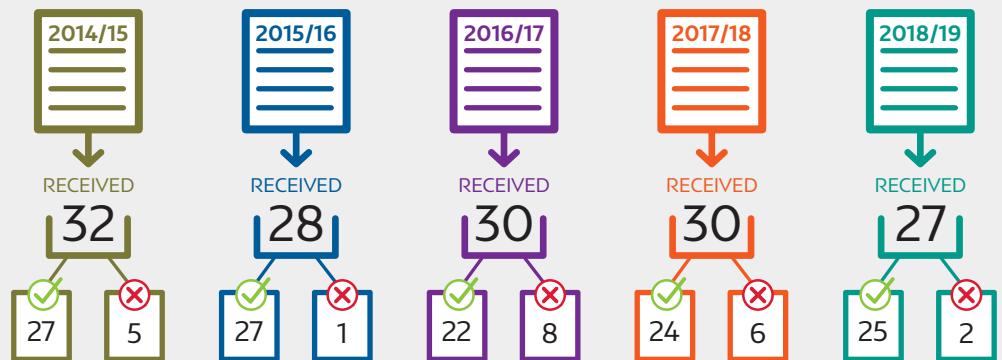 2014/15 2015/16 2016/17 2017/18 2018/19
RECEIVED RECEIVED RECEIVED RECEIVED RECEIVED
32 28 30 30 27
27 5 27 1 22 8 24 6 25 2